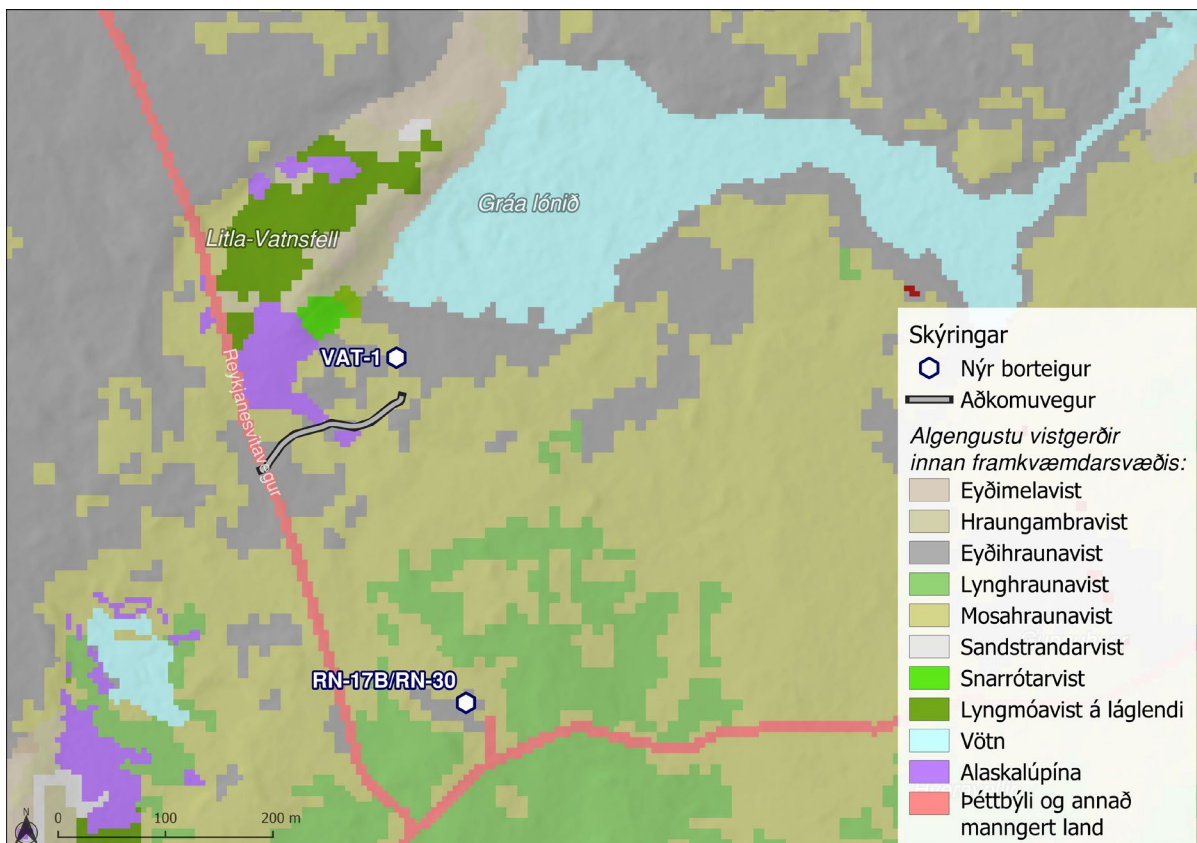 Gráa lónið
Litla-Vatnsfell
VAT-1
Reykjanesvitavegur
RN-17B/RN-30
N
0 100 200 m
Skýringar
Nýr borteigur
Aðkomuvegur
Algengustu vistgerðir
innan framkvæmdarsvæðis:
Eyðimelavist
Hraungambravist
Eyðihraunavist
Lynghraunavist
Mosahraunavist
Sandstrandarvist
Snarrótarvist
Lyngmóavist á láglendi
Vötn
Alaskalúpína
Þéttbýli og annað
manngert land